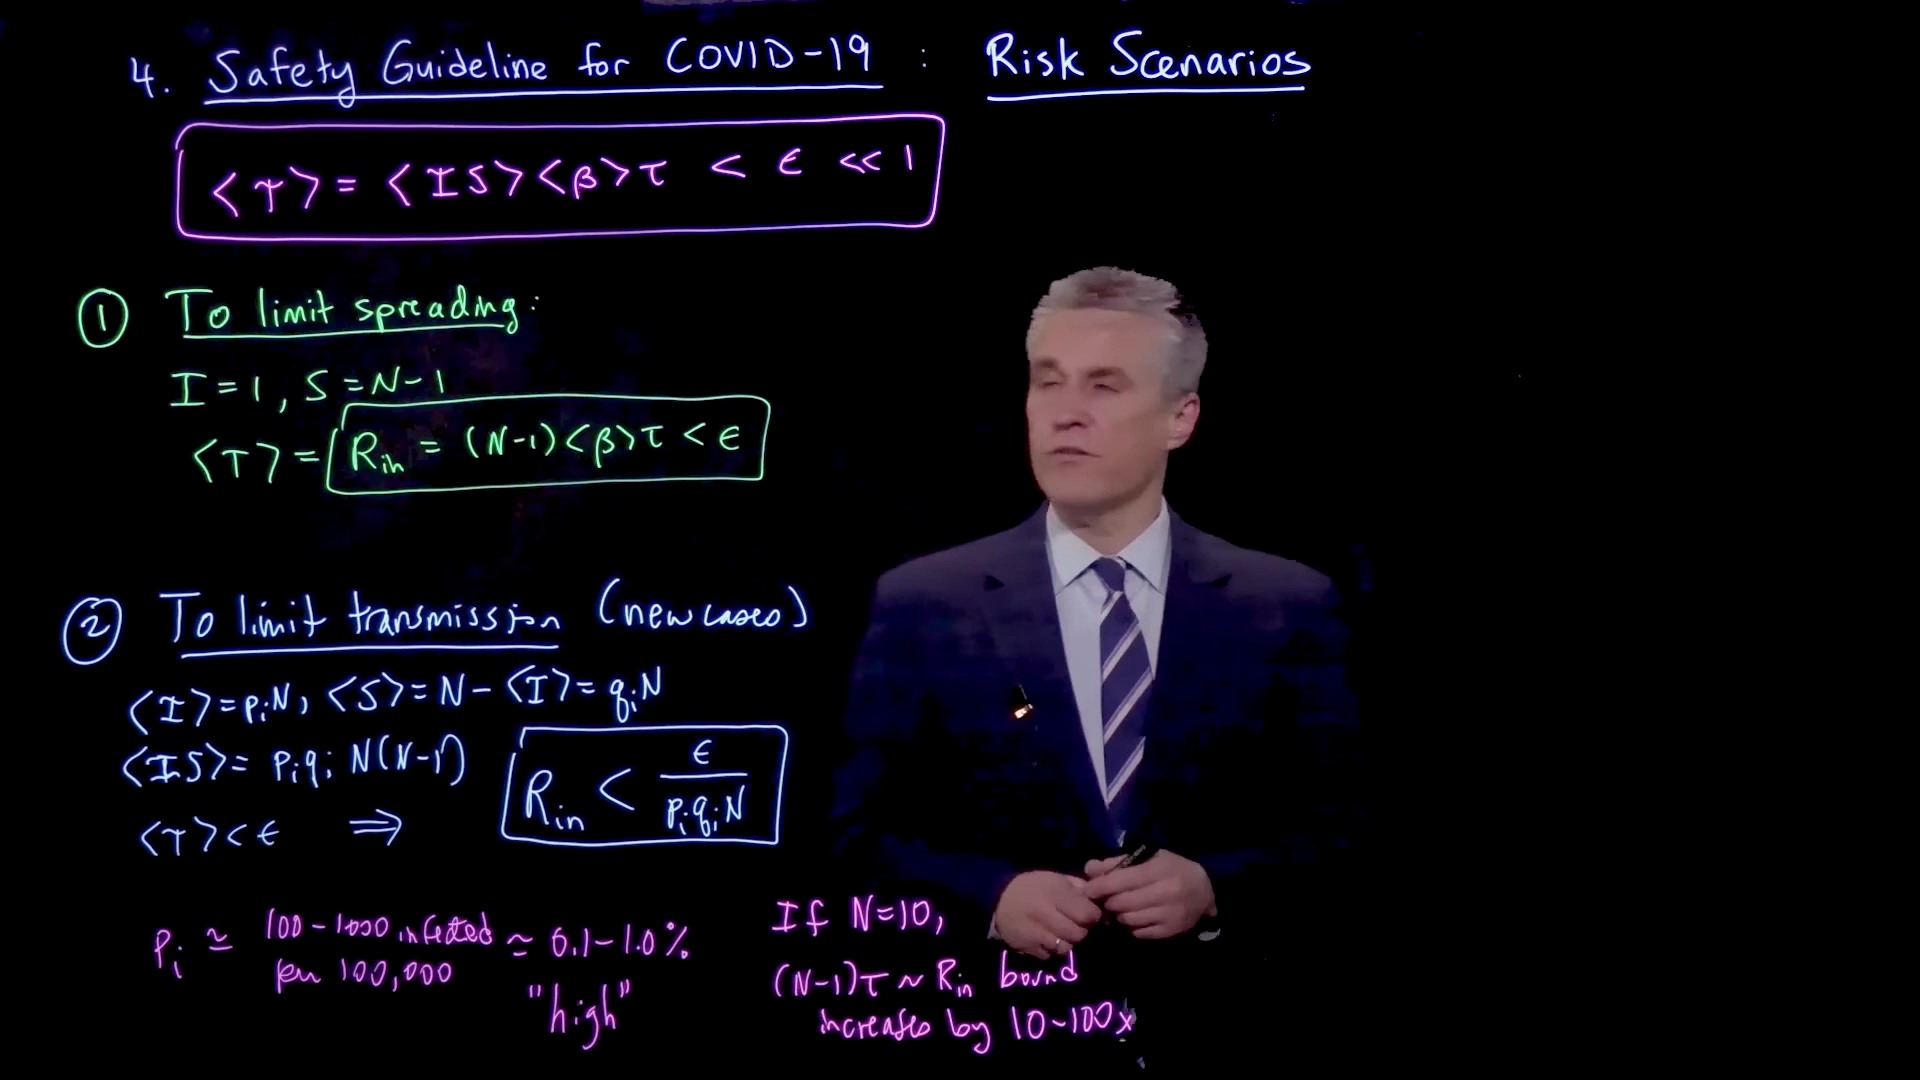 4. Safety Guideline for COVID-19 : Risk Scenarios
<T> = <IS><β>τ < ϵ << 1
① To limit spreading:
I = 1, S = N-1
<T> = R_in = (N-1)<β>τ < ϵ
② To limit transmission (new cases)
<I> = p_i N, <S> = N - <I> = q_i N
<IS> = p_i q_i N(N-1)
<T> < ϵ ⇒ R_in < ϵ / p_i q_i N
p_i ≃ 100-1000 infected per 100,000 ~ 0.1-1.0%
"high"
If N=10,
(N-1)τ ~ R_in bound
increases by 10-100x